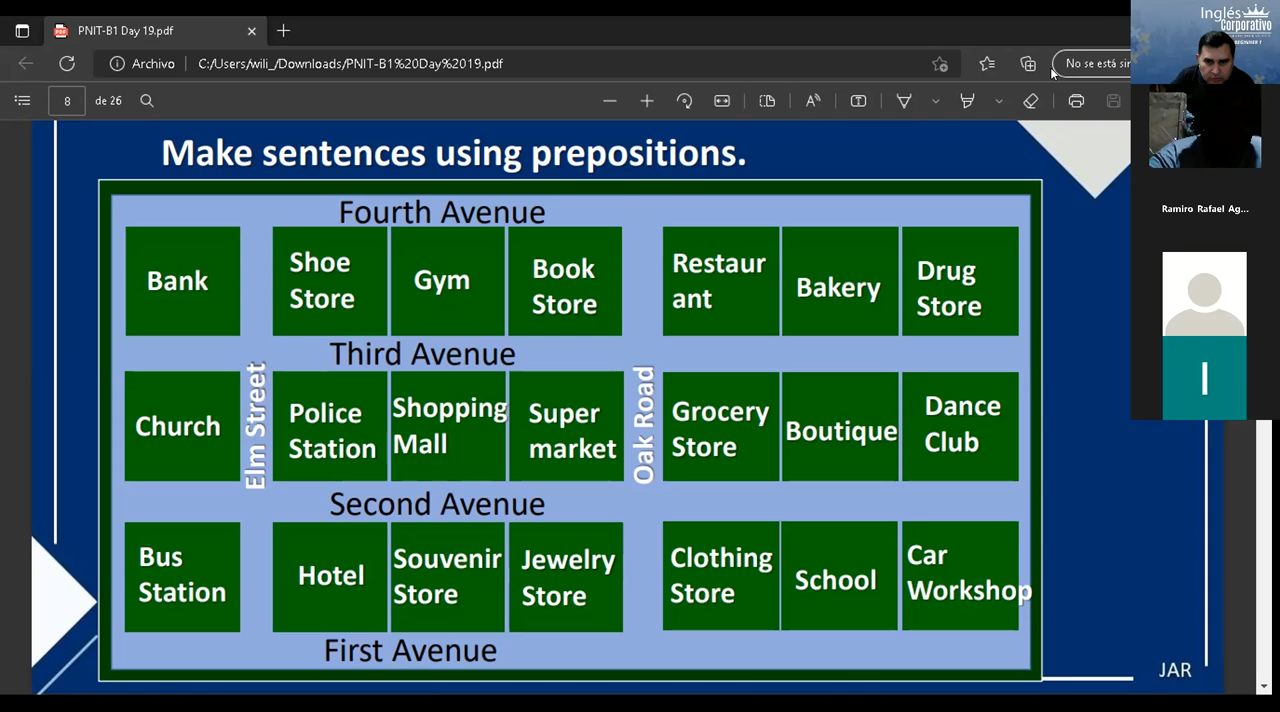 PNIT-B1 Day 19.pdf
Archivo
C:/Users/wili_/Downloads/PNIT-B1%20Day%2019.pdf
No se está sin
8 de 26
Inglés
Corporativo
BEGINNER 1
Ramiro Rafael Ag...
I
Make sentences using prepositions.
Fourth Avenue
Bank
Shoe
Store
Gym
Book
Store
Restaur
ant
Bakery
Drug
Store
Third Avenue
Church
Elm Street
Police
Station
Shopping
Mall
Super
market
Oak Road
Grocery
Store
Boutique
Dance
Club
Second Avenue
Bus
Station
Hotel
Souvenir
Store
Jewelry
Store
Clothing
Store
School
Car
Workshop
First Avenue
JAR